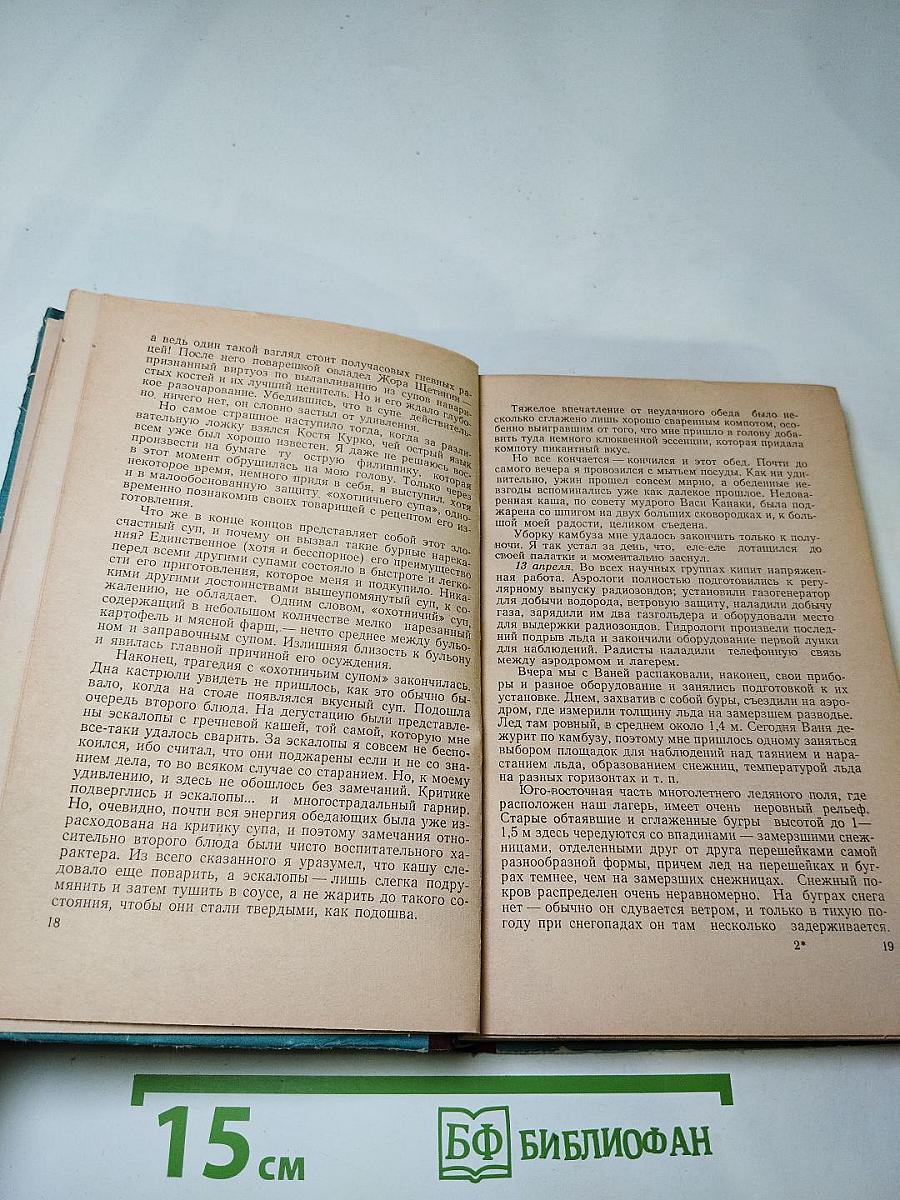 а ведь один такой взгляд стоит получасовых гневных ра-
цей! После него поварешкой овладел Жора Щетинин —
признанный виртуоз по вылавливанию из супов навари-
стых костей и их лучший ценитель. Но и его ждало глубо-
кое разочарование. Убедившись, что в супе действитель-
но, ничего нет, он словно застыл от удивления.
Но самое страшное наступило тогда, когда за разли-
вательную ложку взялся Костя Курко, чей острый язык
всем уже был хорошо известен. Я даже не решаюсь вос-
произвести на бумаге ту острую филиппику, которая
в этот момент обрушилась на мою голову. Только через
некоторое время, немного придя в себя, я выступил, хотя
и в малообоснованную защиту «охотничьего супа», одно-
временно познакомив своих товарищей с рецептом его из-
готовления.
Что же в конце концов представляет собой этот зло-
счастный суп, и почему он вызвал такие бурные нарека-
ния? Единственное (хотя и бесспорное) его преимущество
перед всеми другими супами состояло в быстроте и легко-
сти его приготовления, которое меня и подкупило. Ника-
кими другими достоинствами вышеупомянутый суп, к со-
жалению, не обладает. Одним словом, «охотничий» суп,
содержащий в небольшом количестве мелко нарезанный
картофель и мясной фарш, — нечто среднее между бульо-
ном и заправочным супом. Излишняя близость к бульону
и явилась главной причиной его осуждения.
Наконец, трагедия с «охотничьим супом» закончилась.
Дна кастрюли увидеть не пришлось, как это обычно бы-
вало, когда на столе появлялся вкусный суп. Подошла
очередь второго блюда. На дегустацию были представле-
ны эскалопы с гречневой кашей, той самой, которую мне
все-таки удалось сварить. За эскалопы я совсем не беспо-
коился, ибо считал, что они поджарены если и не со зна-
нием дела, то во всяком случае со старанием. Но, к моему
удивлению, и здесь не обошлось без замечаний. Критике
подверглись и эскалопы... и многострадальный гарнир.
Но, очевидно, почти вся энергия обедающих была уже из-
расходована на критику супа, и поэтому замечания отно-
сительно второго блюда были чисто воспитательного ха-
рактера. Из всего сказанного я уразумел, что кашу сле-
довало еще поварить, а эскалопы — лишь слегка подру-
мянить и затем тушить в соусе, а не жарить до такого со-
стояния, чтобы они стали твердыми, как подошва.
18
Тяжелое впечатление от неудачного обеда было не-
сколько сглажено лишь хорошо сваренным компотом, осо-
бенно выигравшим от того, что мне пришло в голову доба-
вить туда немного клюквенной эссенции, которая придала
компоту пикантный вкус.
Но все кончается — кончился и этот обед. Почти до
самого вечера я провозился с мытьем посуды. Как ни уди-
вительно, ужин прошел совсем мирно, а обеденные не-
взгоды вспоминались уже как далекое прошлое. Недова-
ренная каша, по совету мудрого Васи Канаки, была под-
жарена со шпигом на двух больших сковородках и, к боль-
шой моей радости, целиком съедена.
Уборку камбуза мне удалось закончить только к полу-
ночи. Я так устал за день, что, еле-еле дотащился до
своей палатки и моментально заснул.
13 апреля. Во всех научных группах кипит напряжен-
ная работа. Аэрологи полностью подготовились к регу-
лярному выпуску радиозондов; установили газогенератор
для добычи водорода, ветровую защиту, наладили добычу
газа, зарядили им два газгольдера и оборудовали место
для выдержки радиозондов. Гидрологи произвели послед-
ний подрыв льда и закончили оборудование первой лунки
для наблюдений. Радисты наладили телефонную связь
между аэродромом и лагерем.
Вчера мы с Ваней распаковали, наконец, свои прибо-
ры и разное оборудование и занялись подготовкой к их
установке. Днем, захватив с собой буры, съездили на аэро-
дром, где измерили толщину льда на замерзшем разводье.
Лед там ровный, в среднем около 1,4 м. Сегодня Ваня де-
журит по камбузу, поэтому мне пришлось одному заняться
выбором площадок для наблюдений над таянием и нара-
станием льда, образованием снежниц, температурой льда
на разных горизонтах и т. п.
Юго-восточная часть многолетнего ледяного поля, где
расположен наш лагерь, имеет очень неровный рельеф.
Старые обтаявшие и сглаженные бугры высотой до 1—
1,5 м здесь чередуются со впадинами — замерзшими снеж-
ницами, отделенными друг от друга перешейками самой
разнообразной формы, причем лед на перешейках и буг-
рах темнее, чем на замерзших снежницах. Снежный по-
кров распределен очень неравномерно. На буграх снега
нет — обычно он сдувается ветром, и только в тихую по-
году при снегопадах он там несколько задерживается.
2*
19
15 см
БФ БИБЛИОФАН